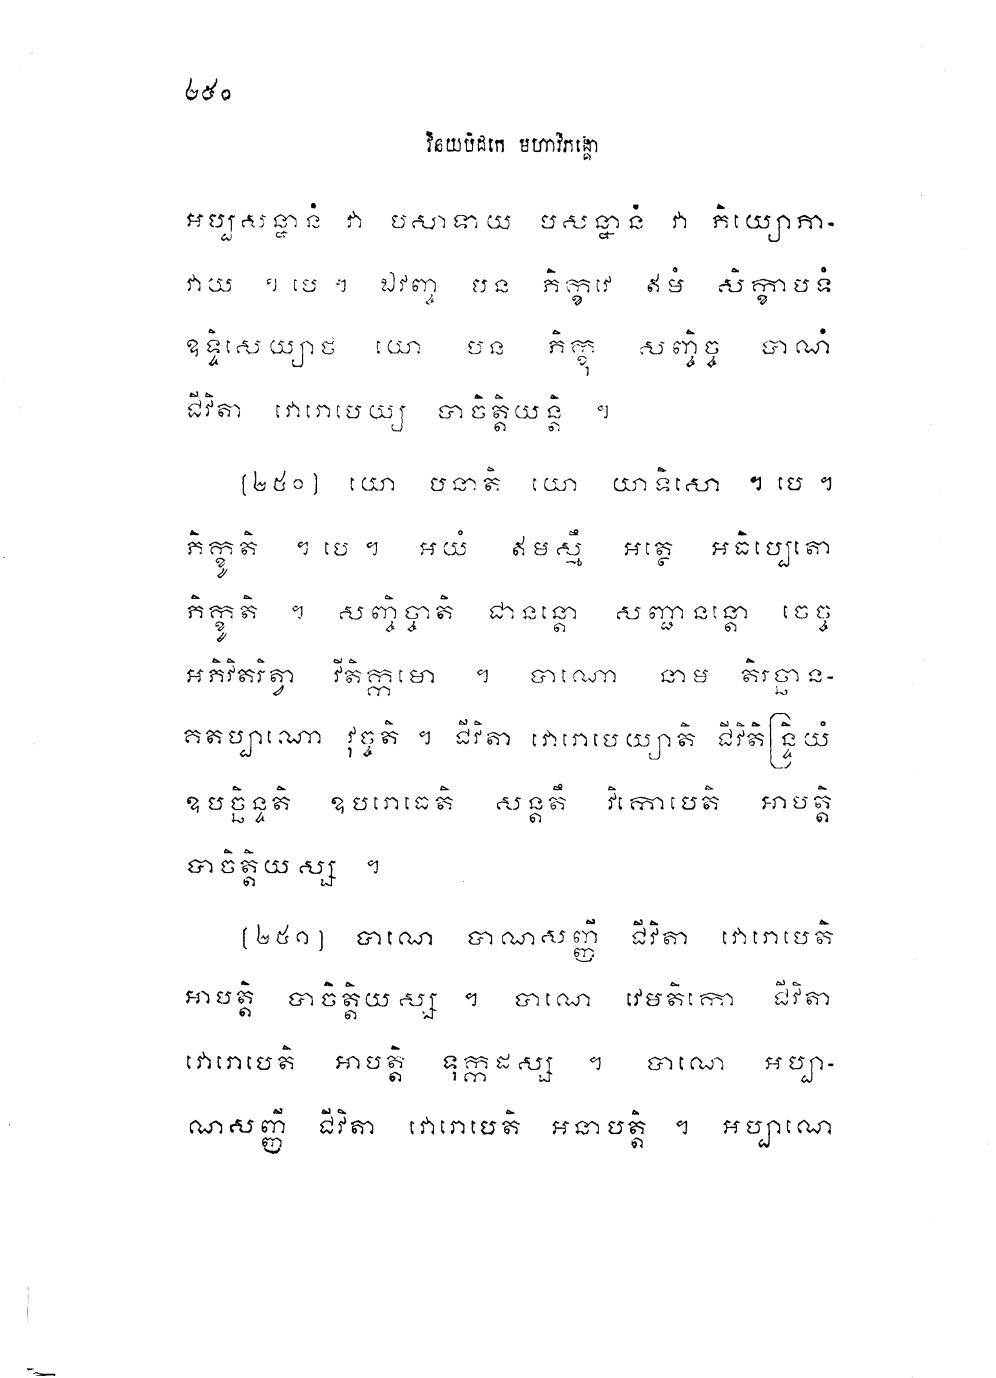 ២៥០
វិនយបិដកេ មហាវិភង្គោ
អប្បសន្នានំ វា បសាទាយ បសន្នានំ វា ភិយ្យោភា-
វាយ ។ បេ ។ ឯវញ្ច បន ភិក្ខវេ ឥមំ សិក្ខាបទំ
ឧទ្ទិសេយ្យាថ យោ បន ភិក្ខុ សញ្ចិច្ច បាណំ
ជីវិតា វោរោបេយ្យ បាចិត្តិយន្តិ ។
[២៥០] យោ បនាតិ យោ យាទិសោ ។ បេ ។
ភិក្ខូតិ ។ បេ ។ អយំ ឥមស្មឹ អត្ថេ អធិប្បេតោ
ភិក្ខូតិ ។ សញ្ចិច្ចាតិ ជានន្តោ សញ្ជានន្តោ ចេច្ច
អភិវិតរិត្វា វីតិក្កមោ ។ បាណោ នាម តិរច្ឆាន-
គតប្បាណោ វុច្ចតិ ។ ជីវិតា វោរោបេយ្យាតិ ជីវិតិន្ទ្រិយំ
ឧបច្ឆិន្ទតិ ឧបរោធេតិ សន្តតឹ វិកោបេតិ អាបត្តិ
បាចិត្តិយស្ស ។
[២៥១] បាណេ បាណសញ្ញី ជីវិតា វោរោបេតិ
អាបត្តិ បាចិត្តិយស្ស ។ បាណេ វេមតិកោ ជីវិតា
វោរោបេតិ អាបត្តិ ទុក្កដស្ស ។ បាណេ អប្បា-
ណសញ្ញី ជីវិតា វោរោបេតិ អនាបត្តិ ។ អប្បាណេ